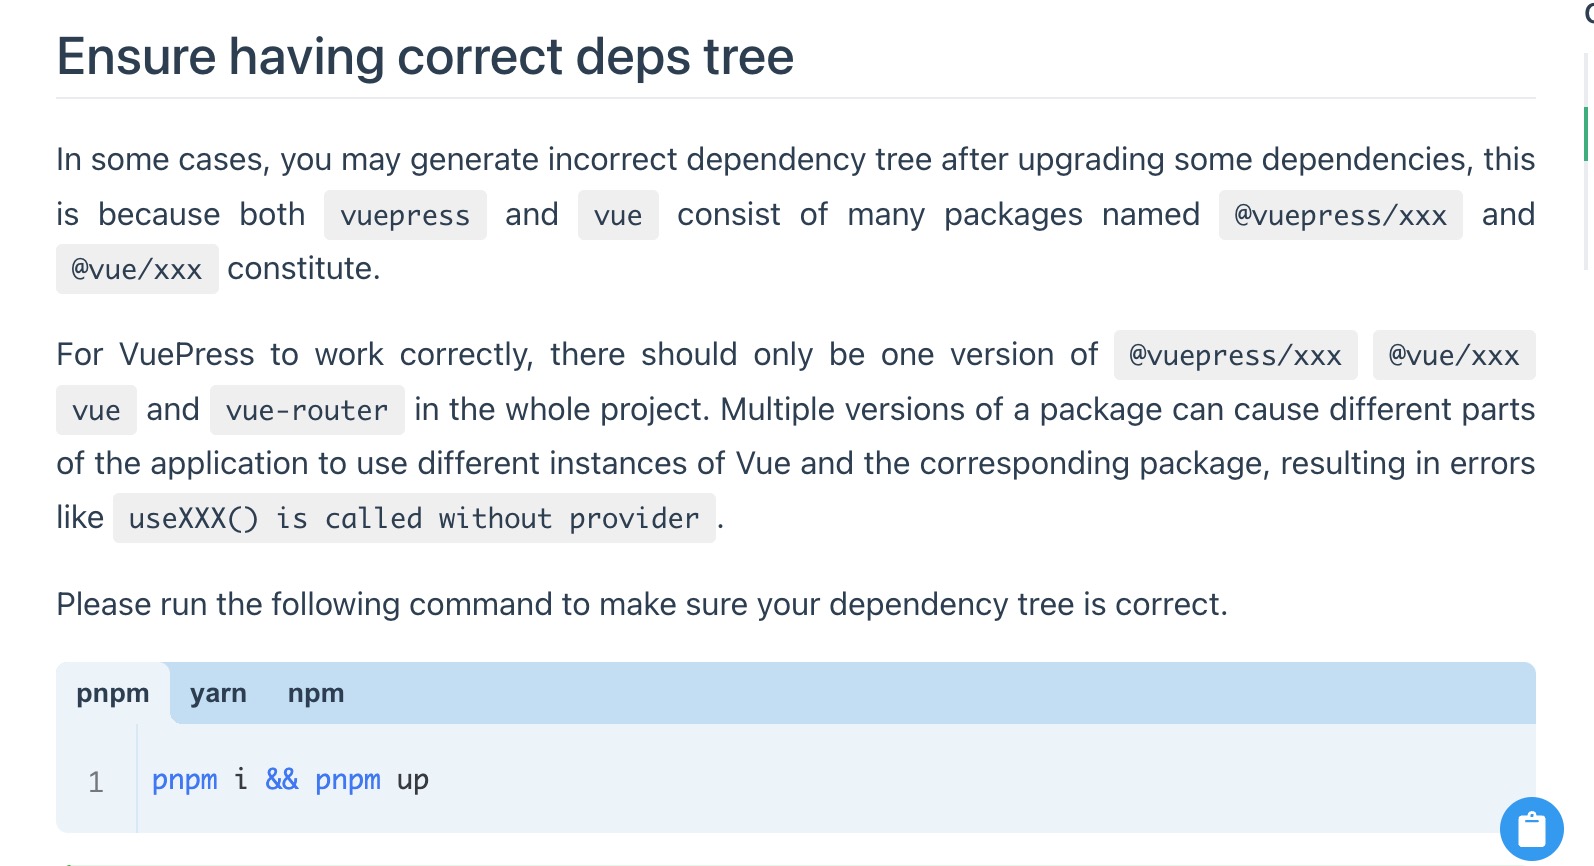 Ensure having correct deps tree
In some cases, you may generate incorrect dependency tree after upgrading some dependencies, this
is because both vuepress and vue consist of many packages named @vuepress/xxx and
@vue/xxx constitute.
For VuePress to work correctly, there should only be one version of @vuepress/xxx @vue/xxx
vue and vue-router in the whole project. Multiple versions of a package can cause different parts
of the application to use different instances of Vue and the corresponding package, resulting in errors
like useXXX() is called without provider .
Please run the following command to make sure your dependency tree is correct.
pnpm yarn npm
1 pnpm i && pnpm up